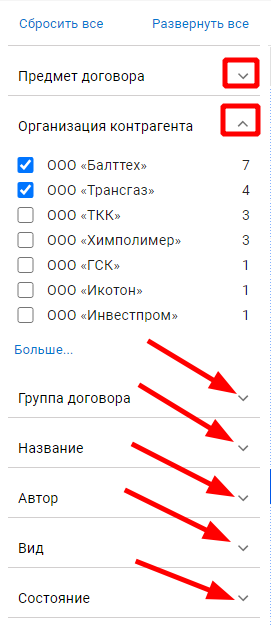 Сбросить все Развернуть все
Предмет договора
Организация контрагента
ООО «Балттех» 7
ООО «Трансгаз» 4
ООО «ТКК» 3
ООО «Химполимер» 3
ООО «ГСК» 1
ООО «Икотон» 1
ООО «Инвестпром» 1
Больше...
Группа договора
Название
Автор
Вид
Состояние